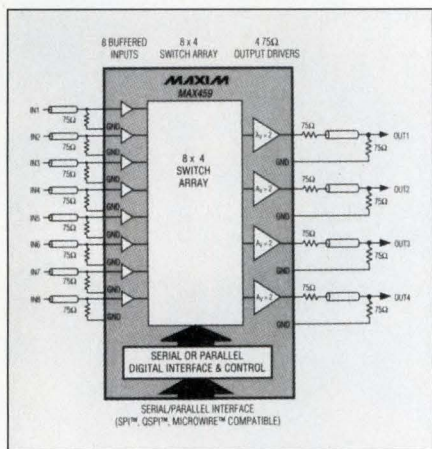 8 BUFFERED INPUTS
8 x 4 SWITCH ARRAY
4 75Ω OUTPUT DRIVERS
MAXIM
MAX459
IN1
75Ω
GND
IN2
75Ω
GND
IN3
75Ω
GND
IN4
75Ω
GND
IN5
75Ω
GND
IN6
75Ω
GND
IN7
75Ω
GND
IN8
75Ω
GND
8 x 4
SWITCH
ARRAY
AV = 2
75Ω
OUT1
75Ω
GND
AV = 2
75Ω
OUT2
75Ω
GND
AV = 2
75Ω
OUT3
75Ω
GND
AV = 2
75Ω
OUT4
75Ω
GND
SERIAL OR PARALLEL
DIGITAL INTERFACE & CONTROL
SERIAL/PARALLEL INTERFACE
(SPI™, QSPI™, MICROWIRE™ COMPATIBLE)